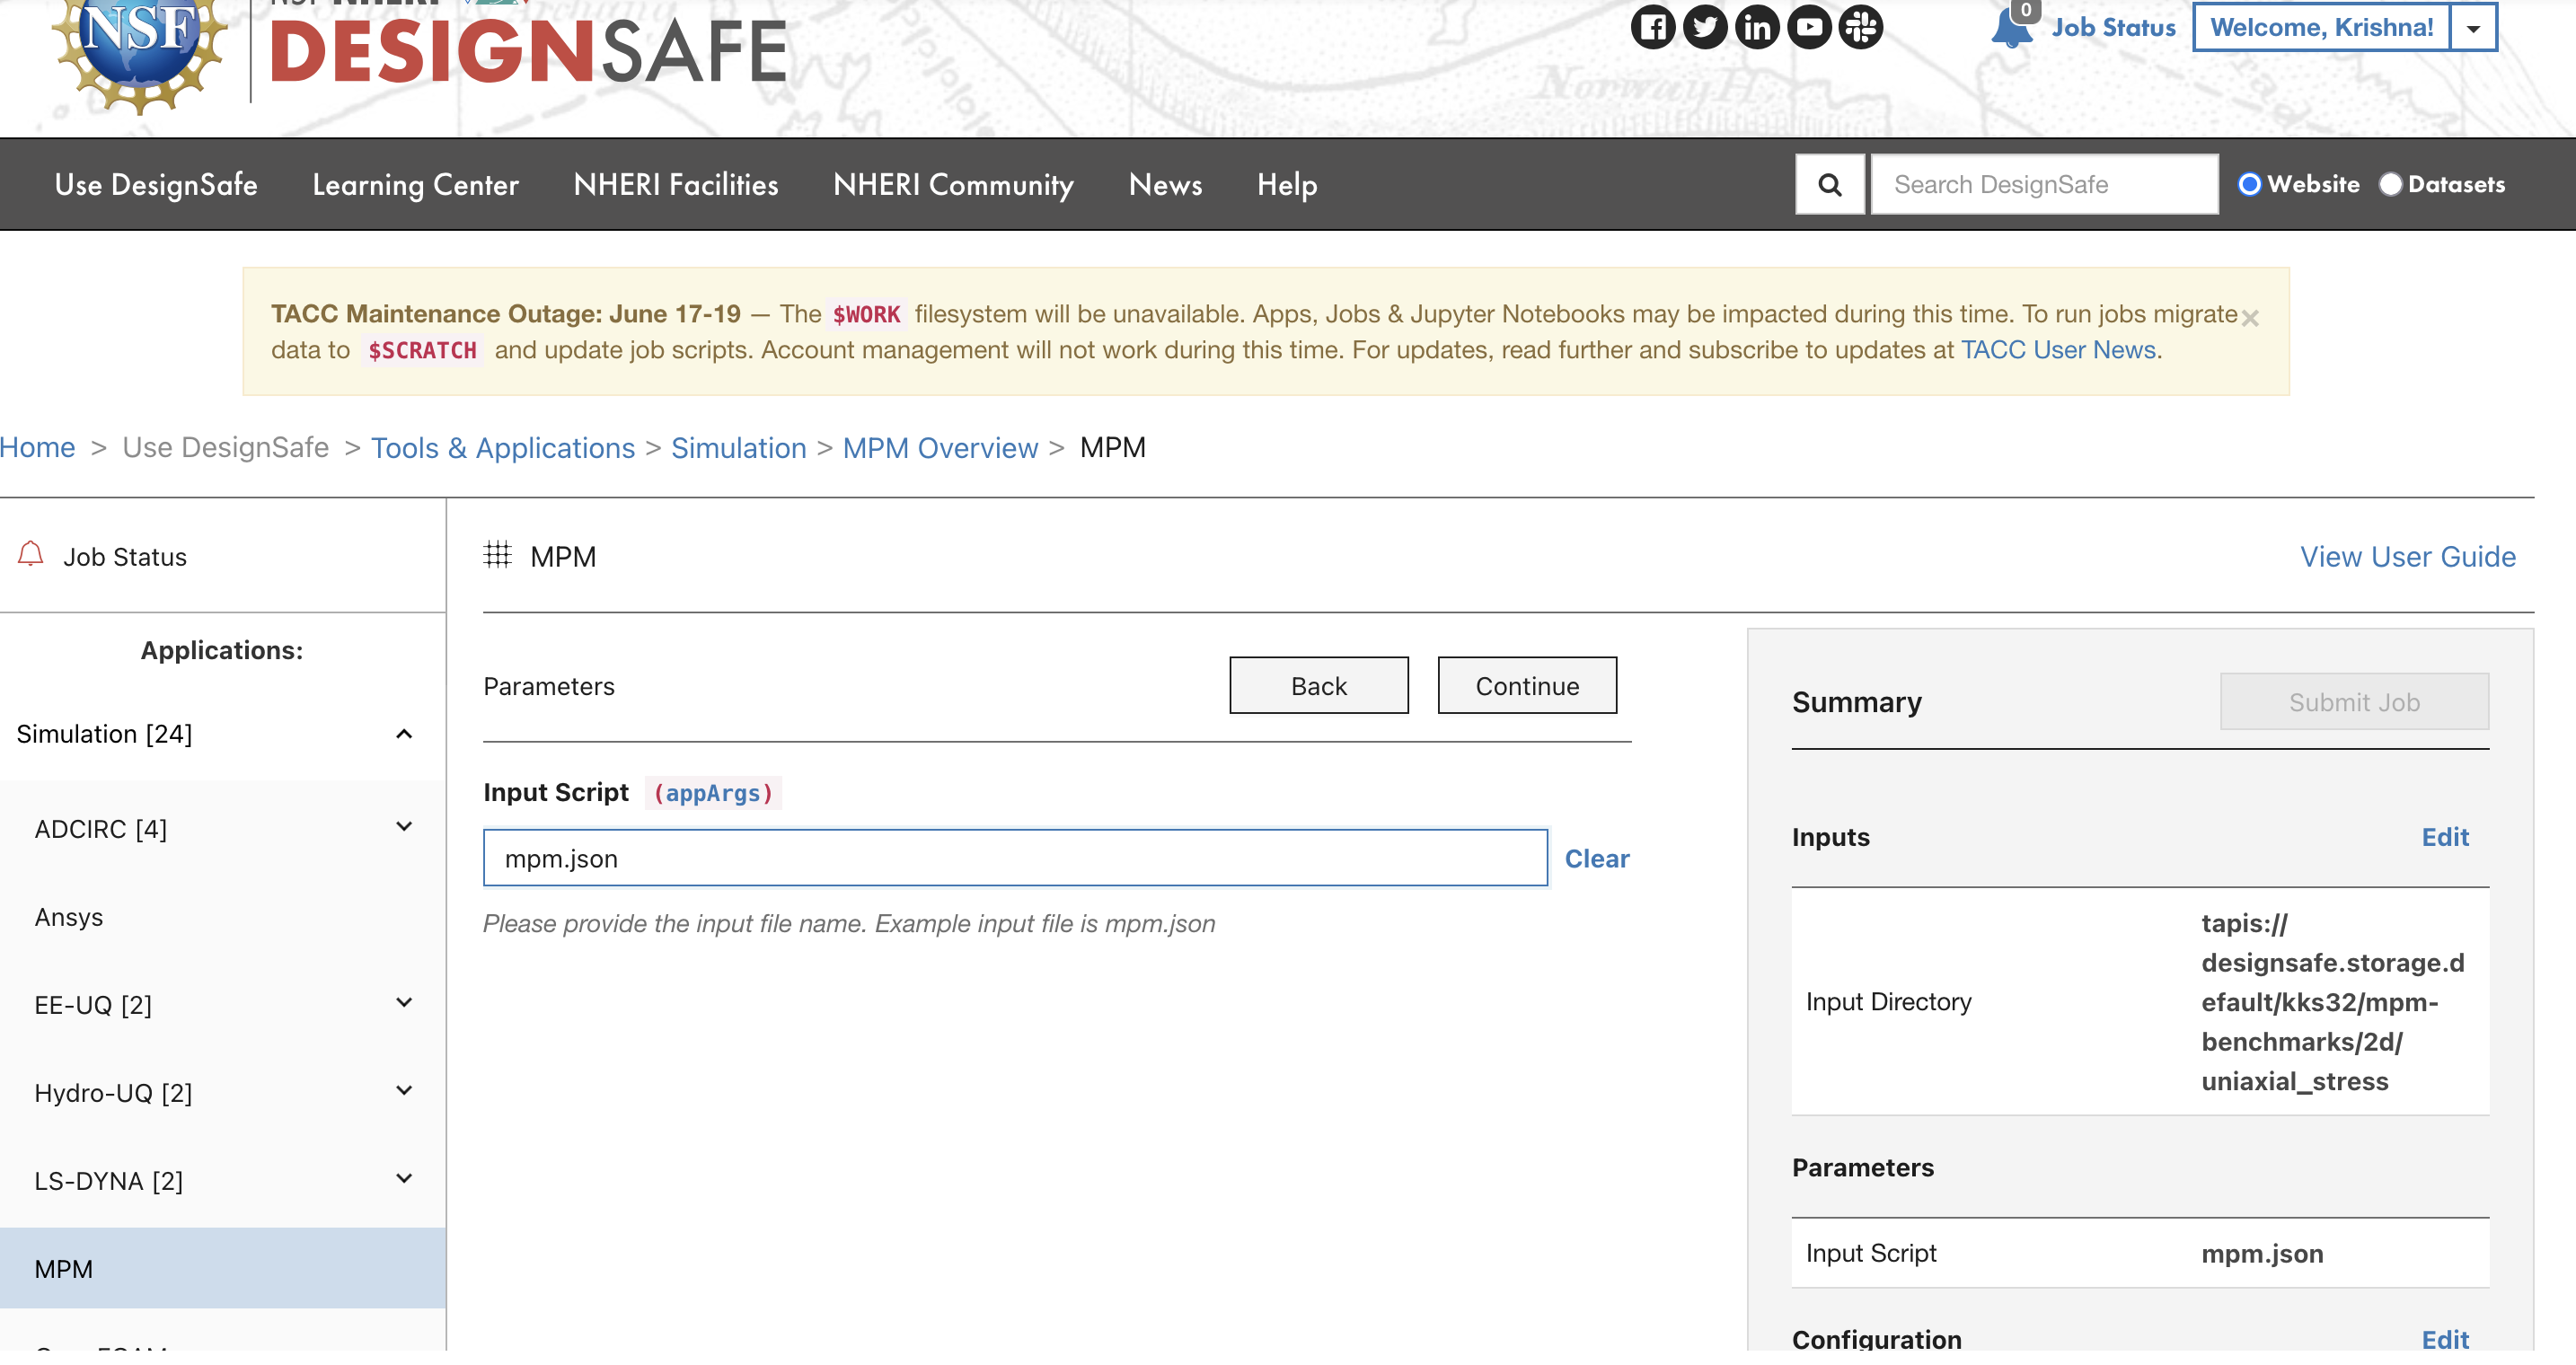 NSF
NSF NHERI
DESIGNSAFE
0
Job Status
Welcome, Krishna!
Norway H.
Use DesignSafe
Learning Center
NHERI Facilities
NHERI Community
News
Help
Search DesignSafe
Website
Datasets
TACC Maintenance Outage: June 17-19 — The $WORK filesystem will be unavailable. Apps, Jobs & Jupyter Notebooks may be impacted during this time. To run jobs migrate
data to $SCRATCH and update job scripts. Account management will not work during this time. For updates, read further and subscribe to updates at TACC User News.
×
Home > Use DesignSafe > Tools & Applications > Simulation > MPM Overview > MPM
Job Status
Applications:
Simulation [24]
ADCIRC [4]
Ansys
EE-UQ [2]
Hydro-UQ [2]
LS-DYNA [2]
MPM
MPM
View User Guide
Parameters
Back
Continue
Input Script (appArgs)
mpm.json
Clear
Please provide the input file name. Example input file is mpm.json
Summary
Submit Job
Inputs
Edit
Input Directory
tapis://
designsafe.storage.d
efault/kks32/mpm-
benchmarks/2d/
uniaxial_stress
Parameters
Input Script
mpm.json
Configuration
Edit